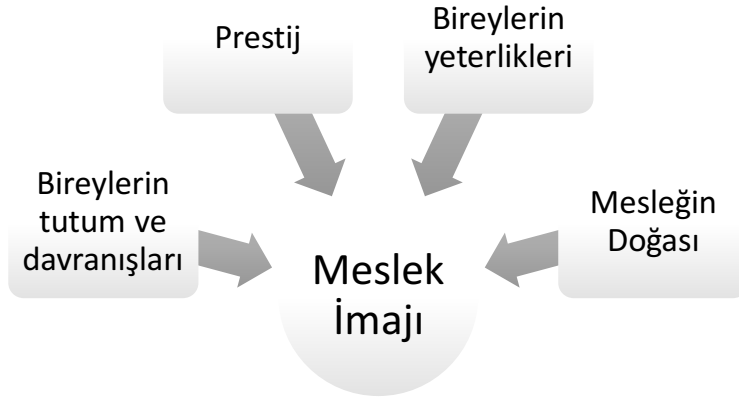 Prestij
Bireylerin
yeterlikleri
Bireylerin
tutum ve
davranışları
Mesleğin
Doğası
Meslek
İmajı